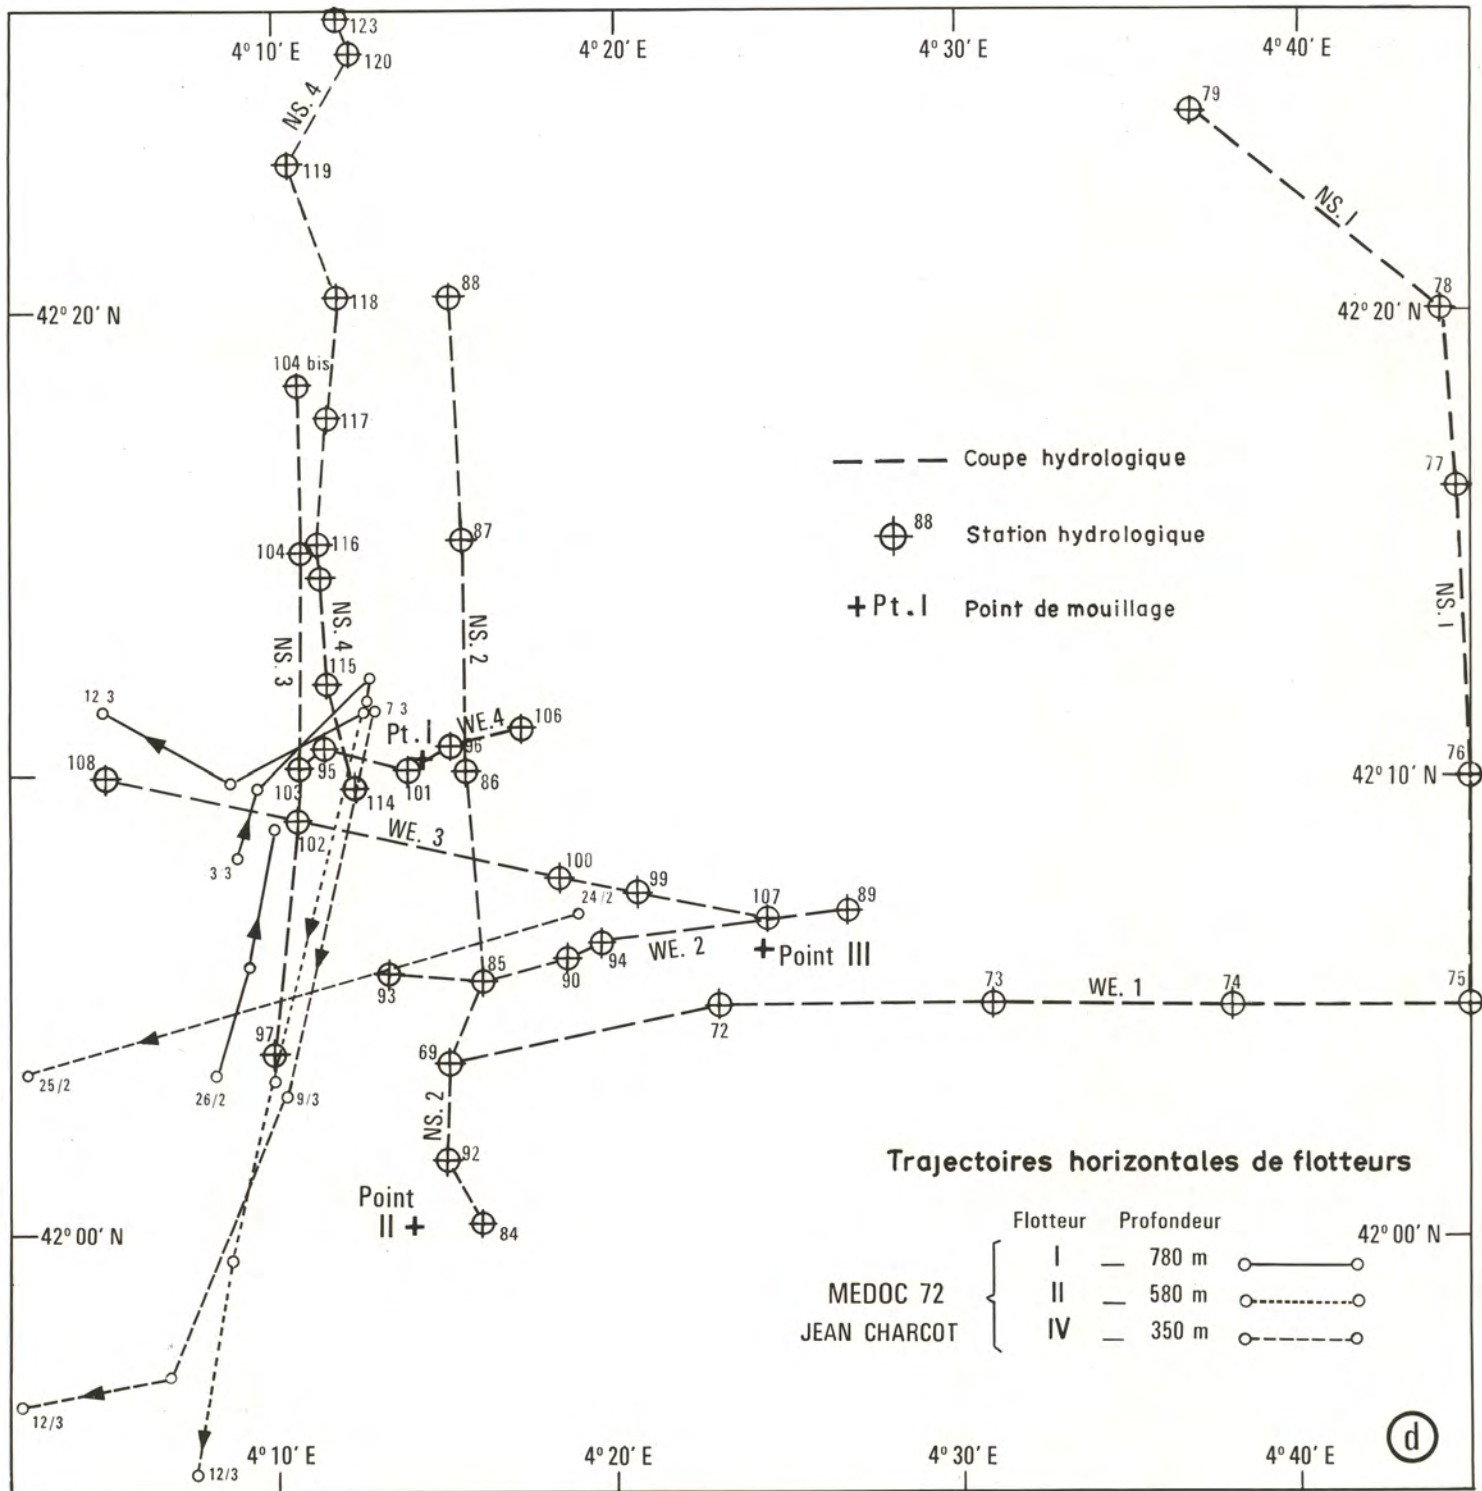 123
4° 10′ E
4° 20′ E
4° 30′ E
4° 40′ E
120
NS. 4
79
119
NS. I
88
118
78
42° 20′ N
42° 20′ N
104 bis
117
Coupe hydrologique
77
88
Station hydrologique
87
116
104
+Pt.I Point de mouillage
NS. I
NS. 4
NS. 2
NS. 3
115
12 3
7 3
Pt. I
WE.4
106
96
76
108
95
103
101
86
42° 10′ N
114
102
WE. 3
100
3 3
99
24/2
107
89
94
WE. 2
Point III
85
90
93
73
74
75
WE. 1
72
97
69
25/2
26/2
9/3
NS. 2
92
Trajectoires horizontales de flotteurs
Point
II
84
42° 00′ N
42° 00′ N
Flotteur Profondeur
I — 780 m
MEDOC 72
II — 580 m
JEAN CHARCOT
IV — 350 m
12/3
12/3
4° 10′ E
4° 20′ E
4° 30′ E
4° 40′ E
d